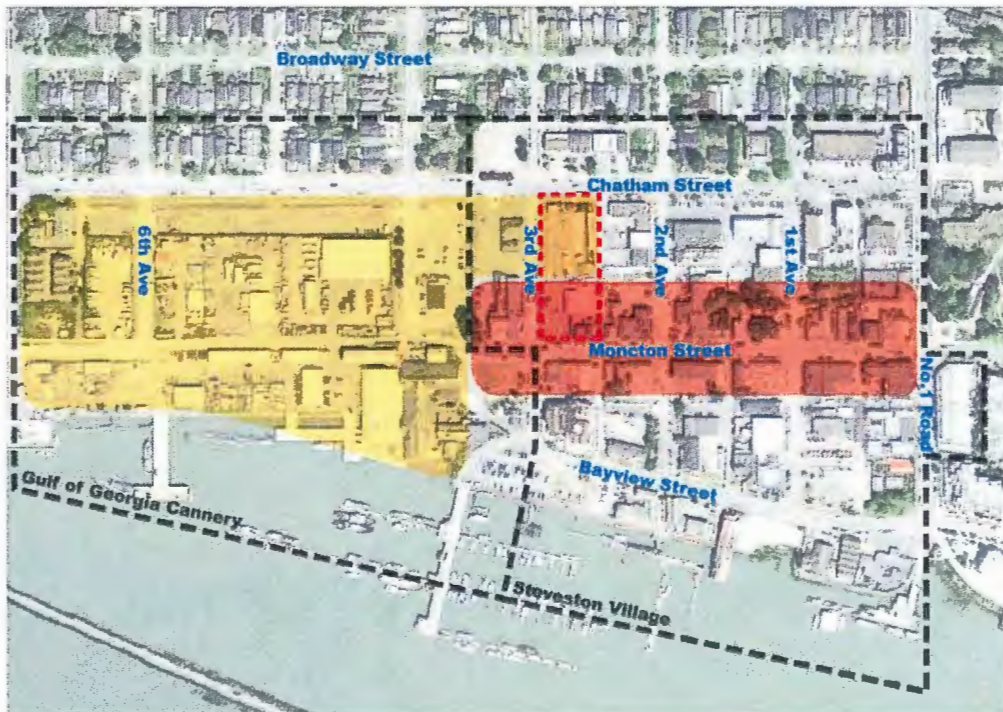 Broadway Street
Chatham Street
6th Ave
3rd Ave
2nd Ave
1st Ave
Moncton Street
No.1 Road
Bayview Street
Gulf of Georgia Cannery
Steveston Village